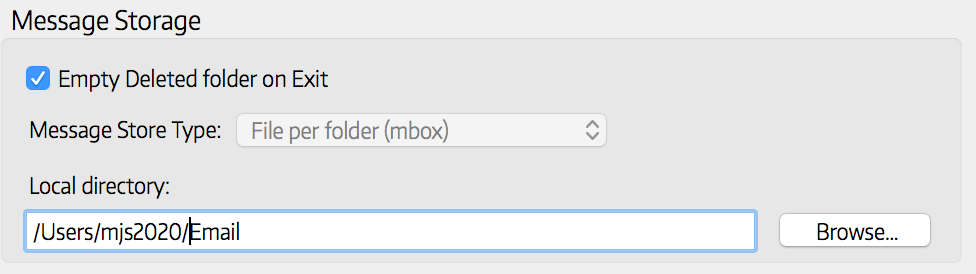 Message Storage
Empty Deleted folder on Exit
Message Store Type: File per folder (mbox)
Local directory:
/Users/mjs2020/Email Browse...